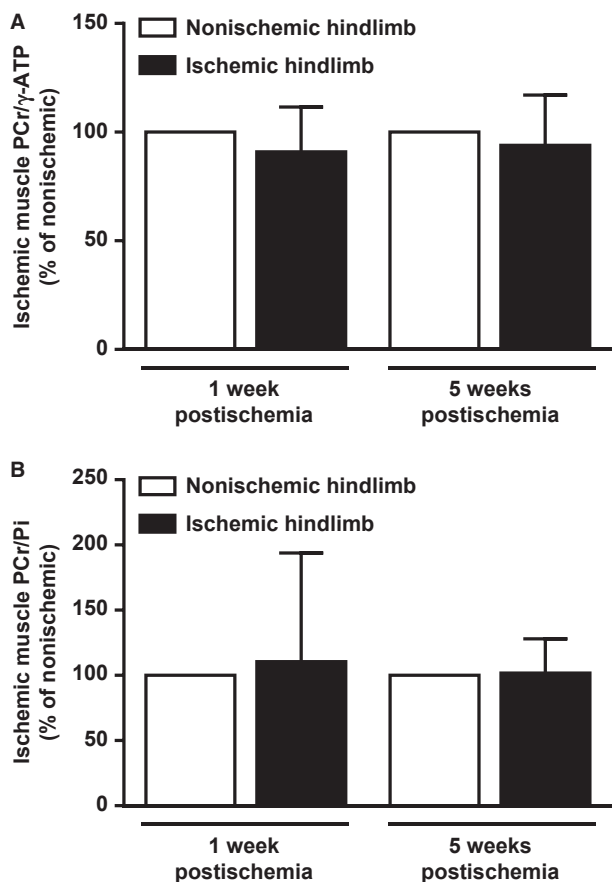 A
Ischemic muscle PCr/γ-ATP
(% of nonischemic)
150
100
50
0
Nonischemic hindlimb
Ischemic hindlimb
1 week
postischemia
5 weeks
postischemia
B
Ischemic muscle PCr/Pi
(% of nonischemic)
250
200
150
100
50
0
Nonischemic hindlimb
Ischemic hindlimb
1 week
postischemia
5 weeks
postischemia